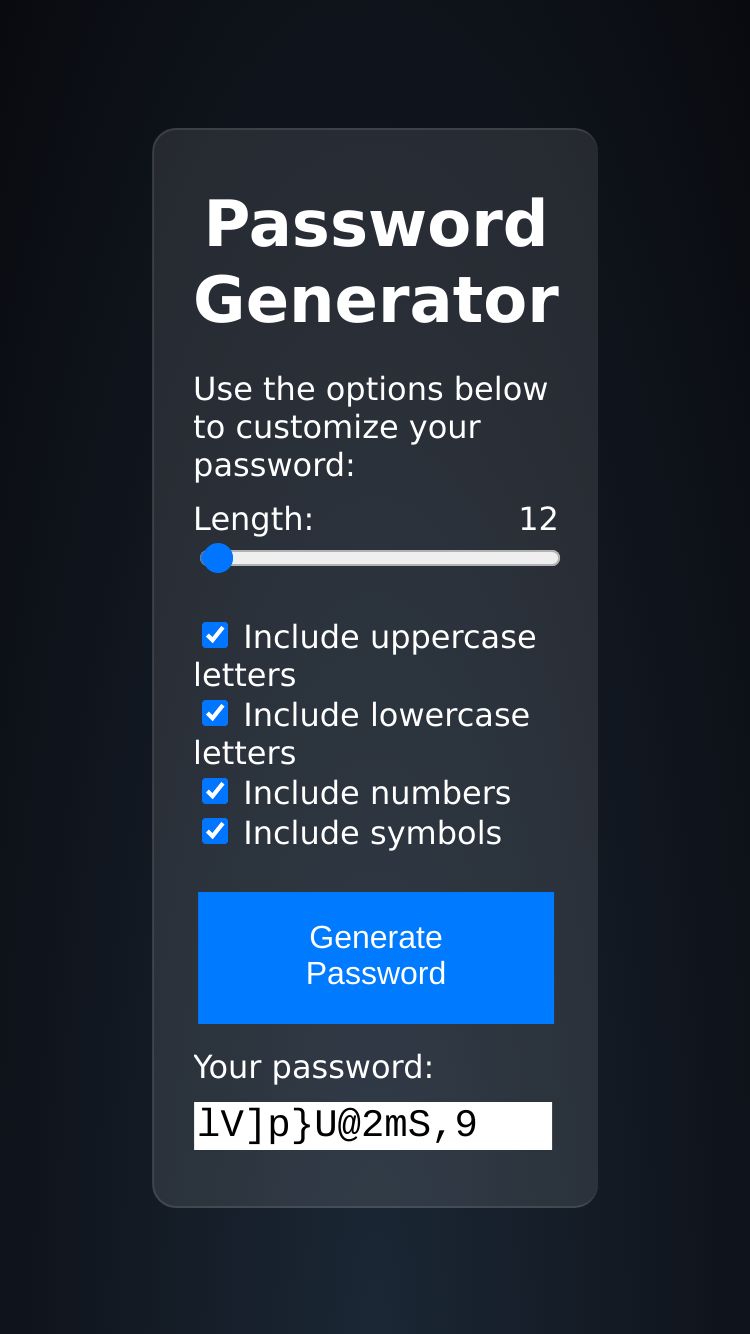 Password
Generator
Use the options below
to customize your
password:
Length: 12
Include uppercase
letters
Include lowercase
letters
Include numbers
Include symbols
Generate
Password
Your password:
lV]p}U@2mS,9